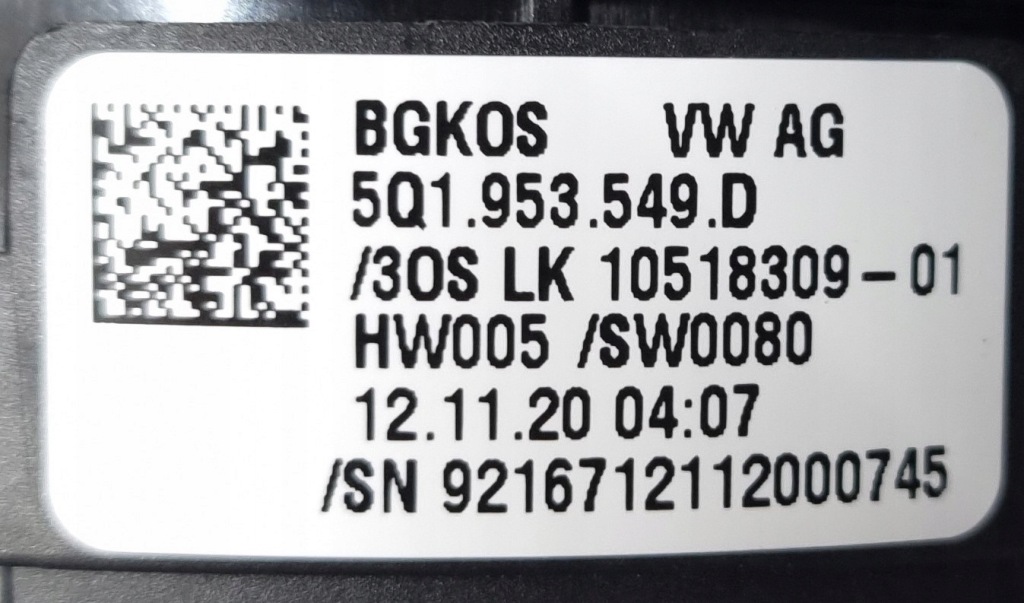 BGKOS VW AG
5Q1.953.549.D
/3OS LK 10518309-01
HW005 /SW0080
12.11.20 04:07
/SN 9216712112000745